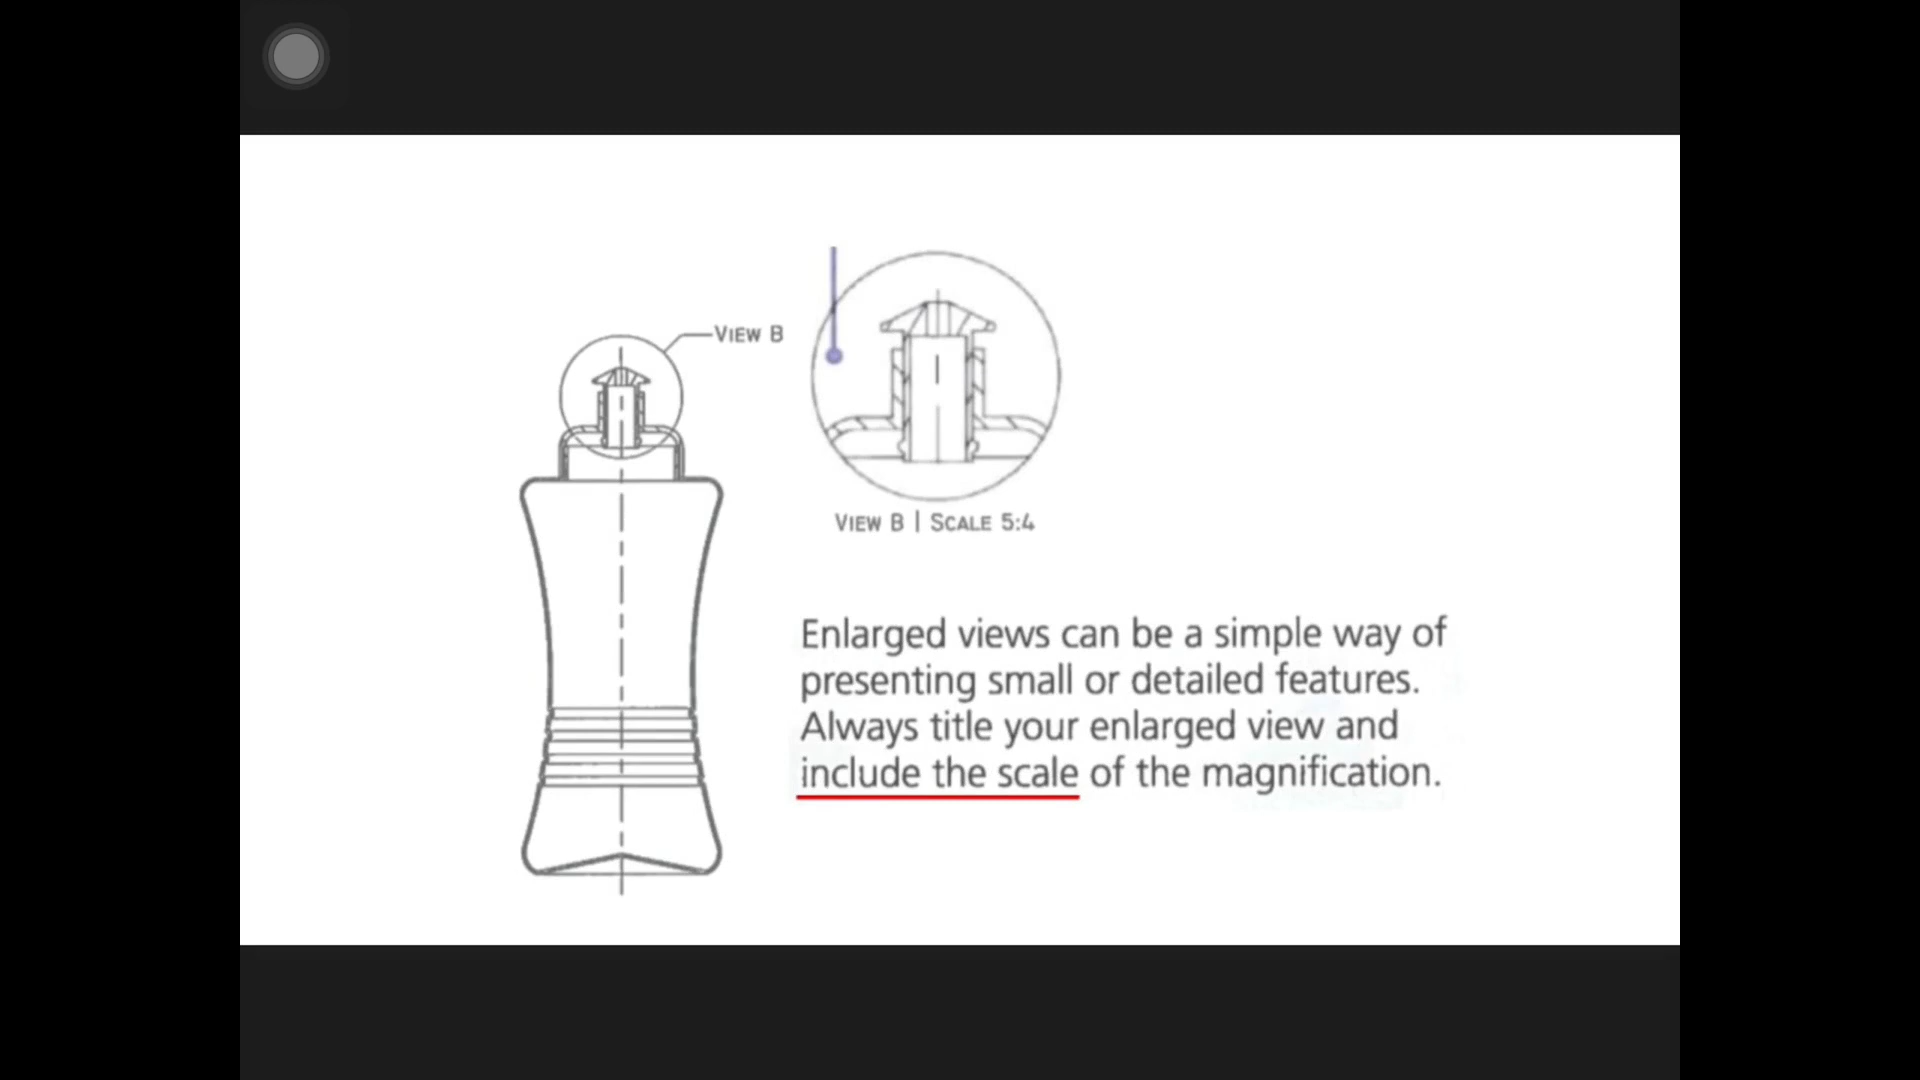 VIEW B
VIEW B | SCALE 5:4
Enlarged views can be a simple way of
presenting small or detailed features.
Always title your enlarged view and
include the scale of the magnification.